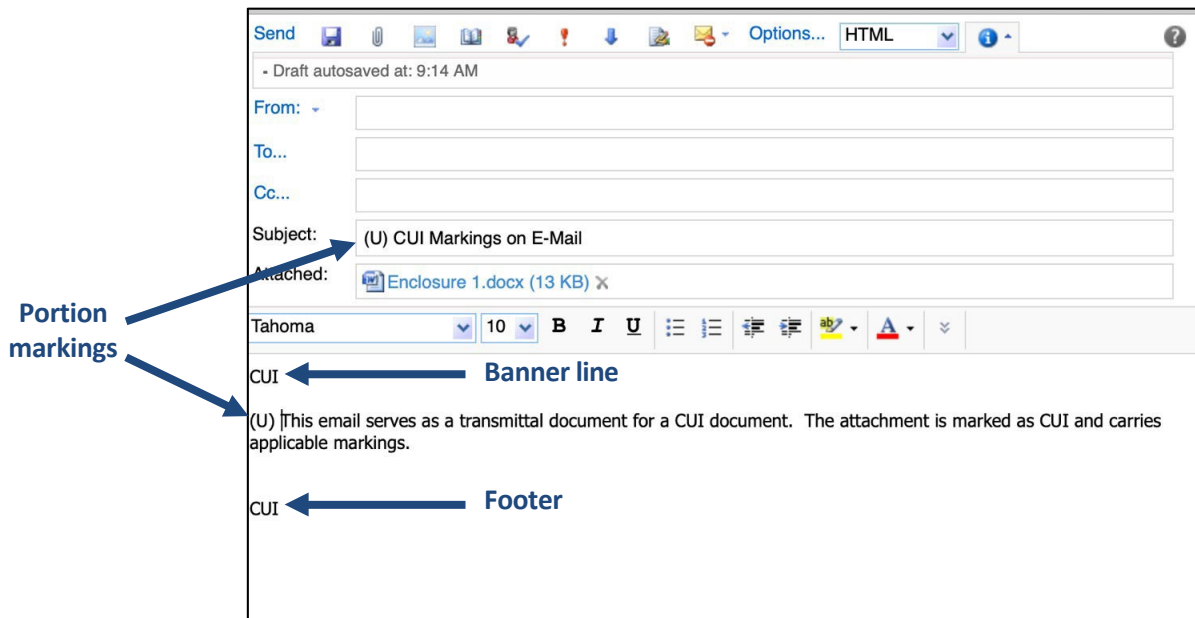 Send Options... HTML
- Draft autosaved at: 9:14 AM
From:
To...
Cc...
Subject: (U) CUI Markings on E-Mail
Attached: Enclosure 1.docx (13 KB)
Portion
markings
Tahoma 10 B I U ab A
CUI Banner line
(U) This email serves as a transmittal document for a CUI document. The attachment is marked as CUI and carries
applicable markings.
CUI Footer